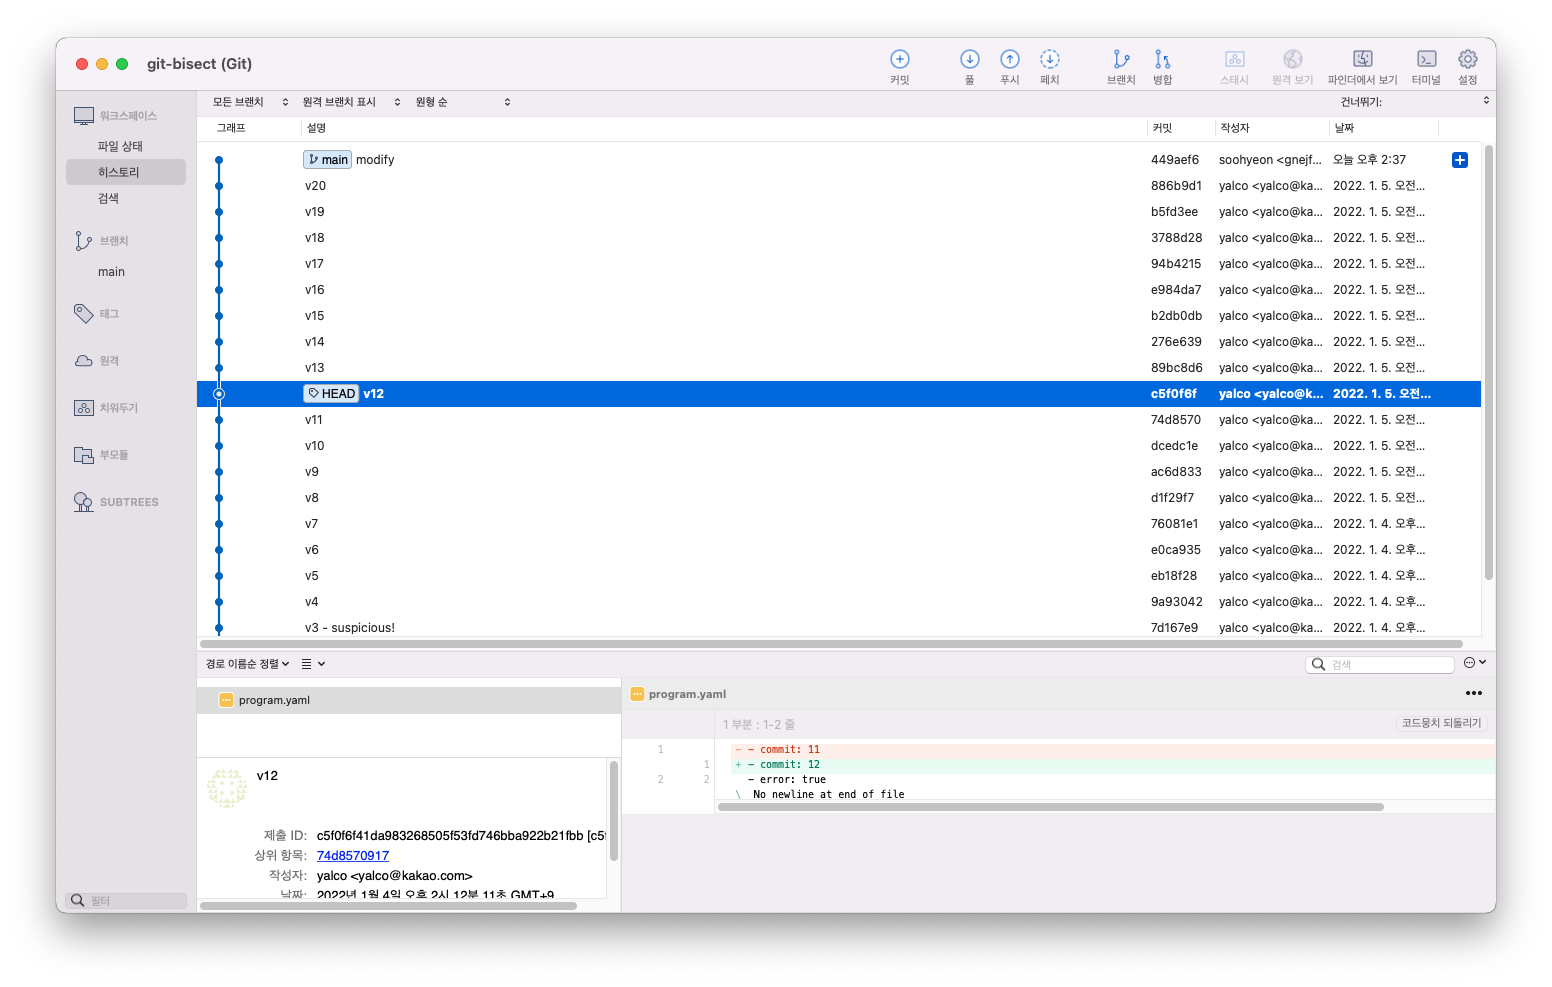 git-bisect (Git)
커밋
풀
푸시
페치
브랜치
병합
스태시
원격 보기
파인더에서 보기
터미널
설정
워크스페이스
파일 상태
히스토리
검색
브랜치
main
태그
원격
치워두기
부모듈
SUBTREES
필터
모든 브랜치 원격 브랜치 표시 원형 순 건너뛰기:
그래프 설명 커밋 작성자 날짜
main modify 449aef6 soohyeon <gnejf... 오늘 오후 2:37
v20 886b9d1 yalco <yalco@ka... 2022. 1. 5. 오전...
v19 b5fd3ee yalco <yalco@ka... 2022. 1. 5. 오전...
v18 3788d28 yalco <yalco@ka... 2022. 1. 5. 오전...
v17 94b4215 yalco <yalco@ka... 2022. 1. 5. 오전...
v16 e984da7 yalco <yalco@ka... 2022. 1. 5. 오전...
v15 b2db0db yalco <yalco@ka... 2022. 1. 5. 오전...
v14 276e639 yalco <yalco@ka... 2022. 1. 5. 오전...
v13 89bc8d6 yalco <yalco@ka... 2022. 1. 5. 오전...
HEAD v12 c5f0f6f yalco <yalco@k... 2022. 1. 5. 오전...
v11 74d8570 yalco <yalco@ka... 2022. 1. 5. 오전...
v10 dcedc1e yalco <yalco@ka... 2022. 1. 5. 오전...
v9 ac6d833 yalco <yalco@ka... 2022. 1. 5. 오전...
v8 d1f29f7 yalco <yalco@ka... 2022. 1. 5. 오전...
v7 76081e1 yalco <yalco@ka... 2022. 1. 4. 오후...
v6 e0ca935 yalco <yalco@ka... 2022. 1. 4. 오후...
v5 eb18f28 yalco <yalco@ka... 2022. 1. 4. 오후...
v4 9a93042 yalco <yalco@ka... 2022. 1. 4. 오후...
v3 - suspicious! 7d167e9 yalco <yalco@ka... 2022. 1. 4. 오후...
경로 이름순 정렬
검색
program.yaml
v12
제출 ID: c5f0f6f41da983268505f53fd746bba922b21fbb [c5f
상위 항목: 74d8570917
작성자: yalco <yalco@kakao.com>
날짜: 2022년 1월 4일 오후 2시 12분 11초 GMT+9
program.yaml
1 부분 : 1-2 줄 코드뭉치 되돌리기
1 - - commit: 11
1 + - commit: 12
2 2 - error: true
\ No newline at end of file